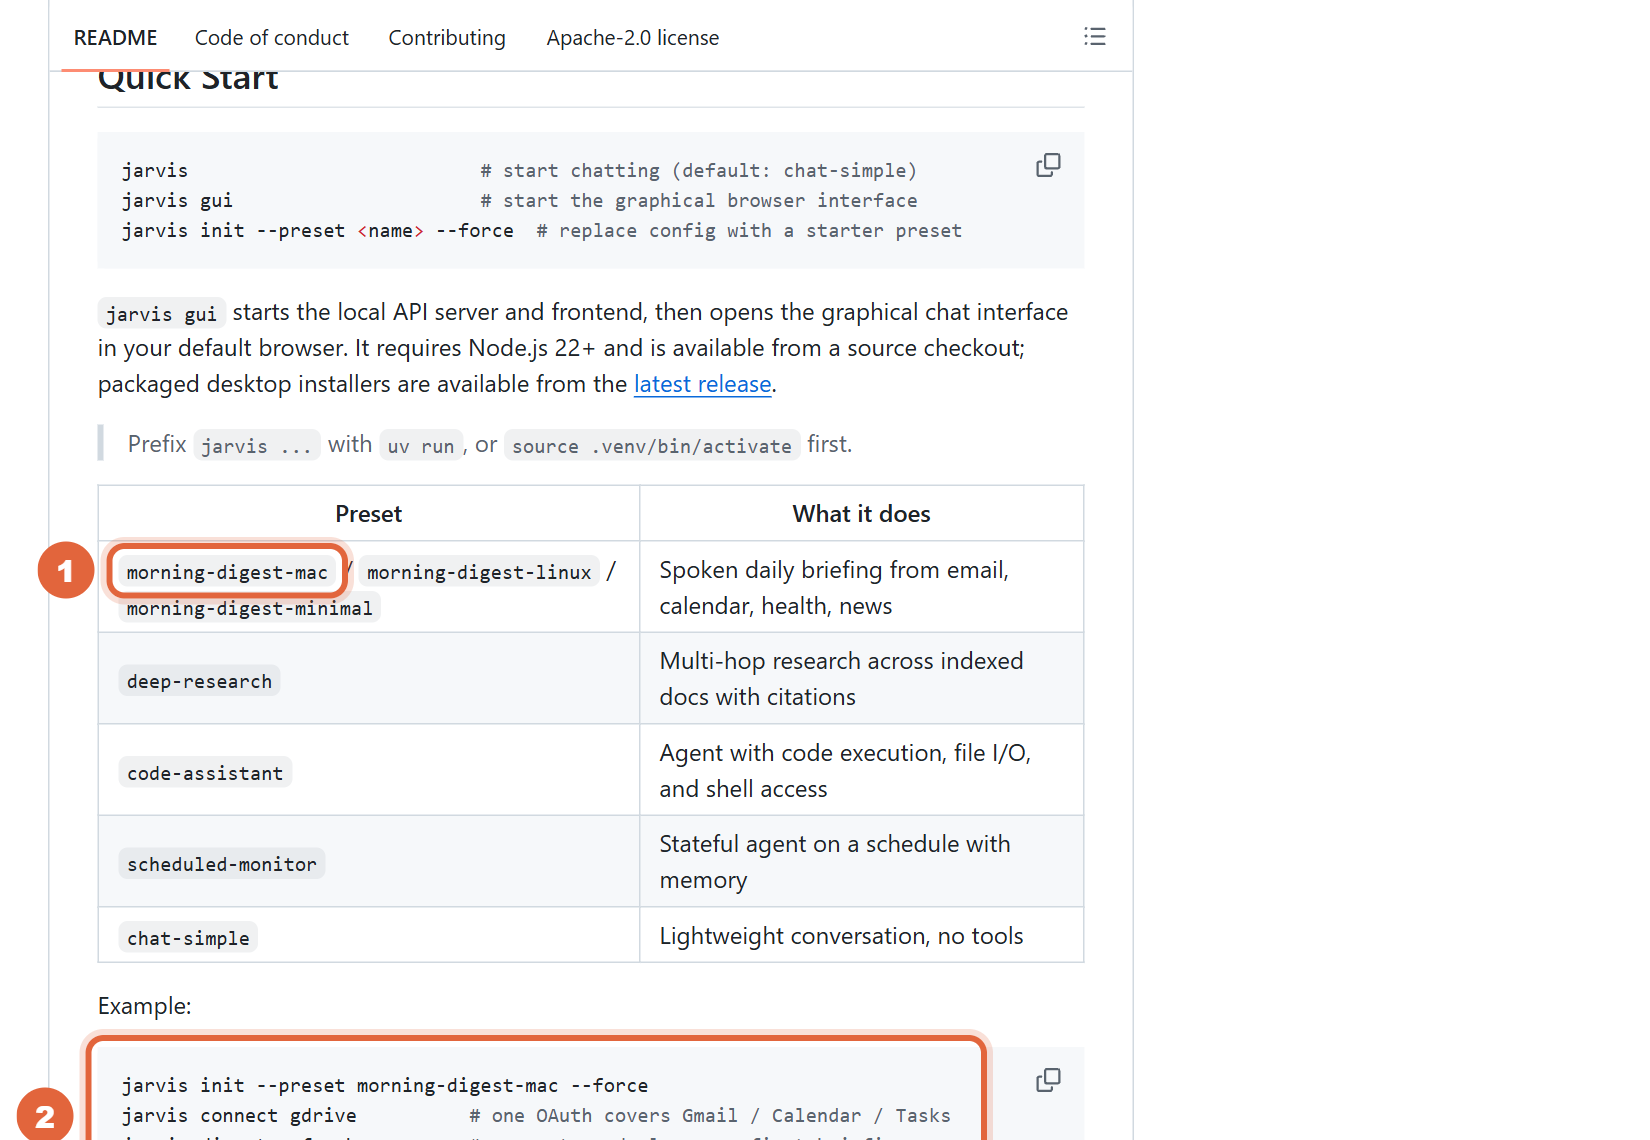 README Code of conduct Contributing Apache-2.0 license
Quick Start
jarvis # start chatting (default: chat-simple)
jarvis gui # start the graphical browser interface
jarvis init --preset <name> --force # replace config with a starter preset
jarvis gui starts the local API server and frontend, then opens the graphical chat interface
in your default browser. It requires Node.js 22+ and is available from a source checkout;
packaged desktop installers are available from the latest release.
Prefix jarvis ... with uv run, or source .venv/bin/activate first.
Preset What it does
1
morning-digest-mac / morning-digest-linux /
morning-digest-minimal
Spoken daily briefing from email,
calendar, health, news
deep-research
Multi-hop research across indexed
docs with citations
code-assistant
Agent with code execution, file I/O,
and shell access
scheduled-monitor
Stateful agent on a schedule with
memory
chat-simple
Lightweight conversation, no tools
Example:
2
jarvis init --preset morning-digest-mac --force
jarvis connect gdrive # one OAuth covers Gmail / Calendar / Tasks